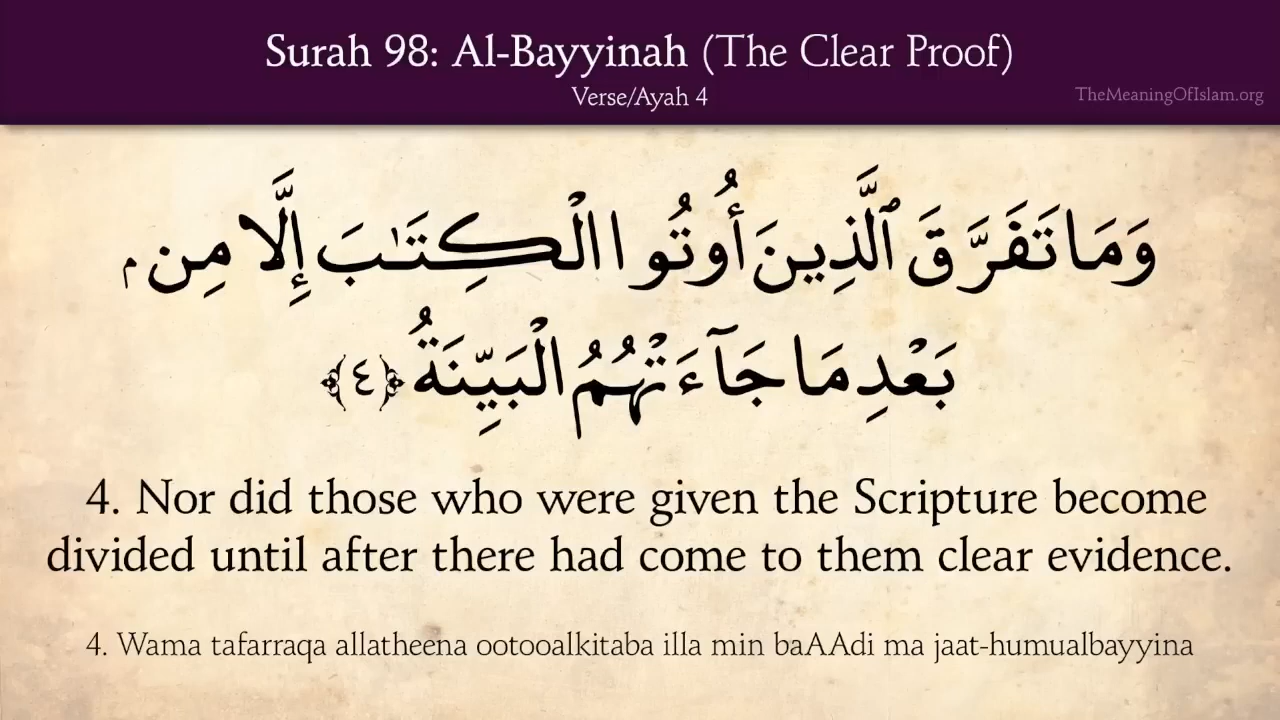 Surah 98: Al-Bayyinah (The Clear Proof)
Verse/Ayah 4
TheMeaningOfIslam.org
وَمَا تَفَرَّقَ ٱلَّذِينَ أُوتُوا الْكِتَـٰبَ إِلَّا مِن ۢ
بَعْدِ مَا جَآءَتْهُمُ الْبَيِّنَةُ ﴿٤﴾
4. Nor did those who were given the Scripture become
divided until after there had come to them clear evidence.
4. Wama tafarraqa allatheena ootooalkitaba illa min baAAdi ma jaat-humualbayyina